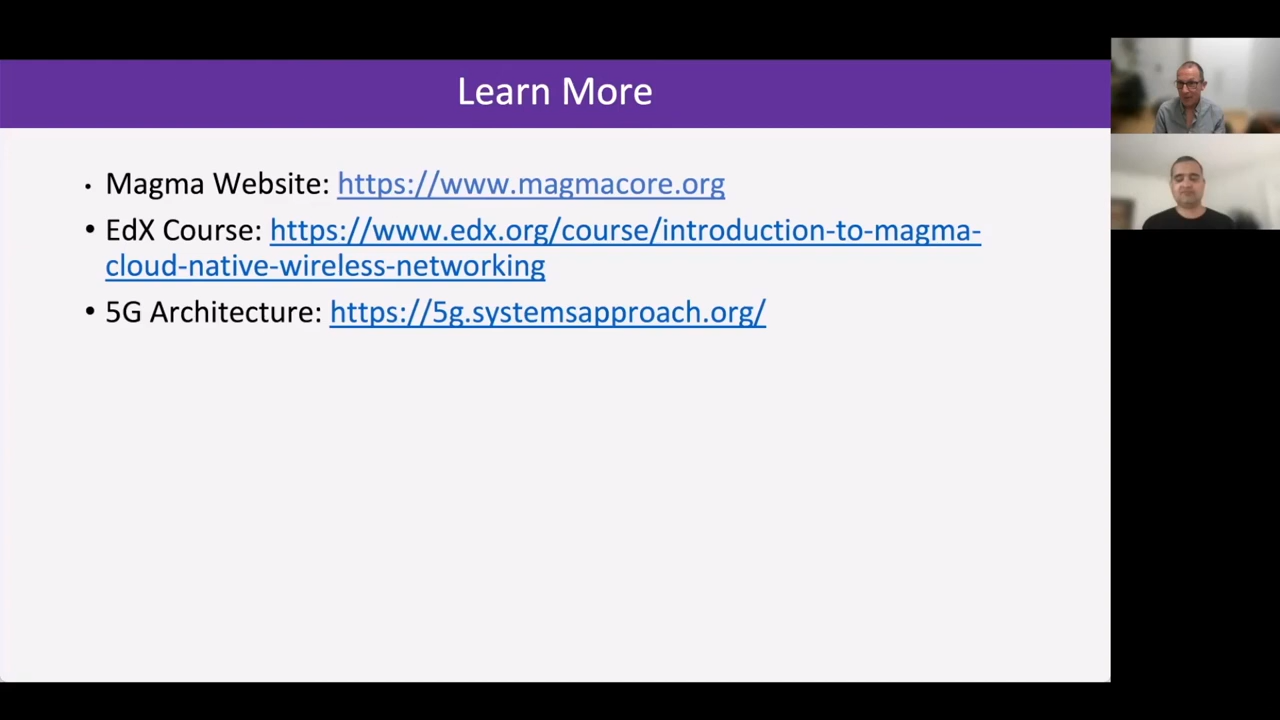 Learn More
• Magma Website: https://www.magmacore.org
• EdX Course: https://www.edx.org/course/introduction-to-magma-
cloud-native-wireless-networking
• 5G Architecture: https://5g.systemsapproach.org/